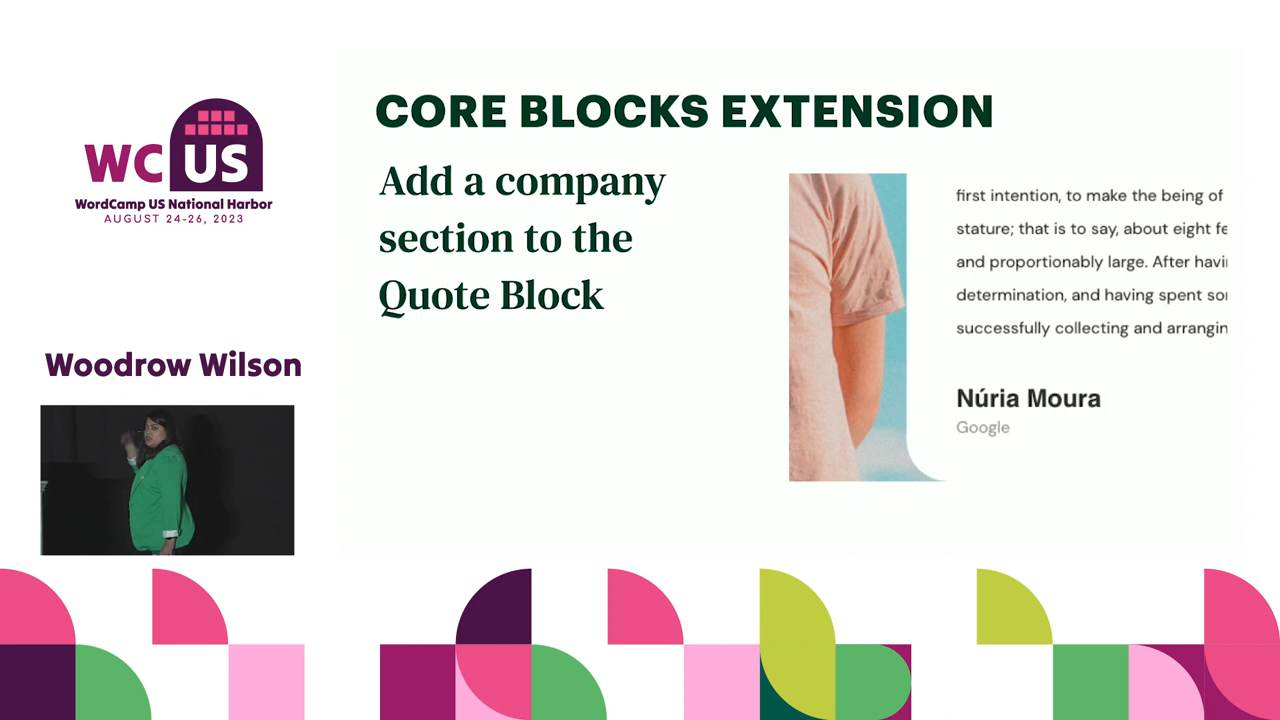 WC US
WordCamp US National Harbor
AUGUST 24-26, 2023
Woodrow Wilson
CORE BLOCKS EXTENSION
Add a company
section to the
Quote Block
first intention, to make the being of
stature; that is to say, about eight fe
and proportionably large. After havi
determination, and having spent so
successfully collecting and arrangin
Núria Moura
Google